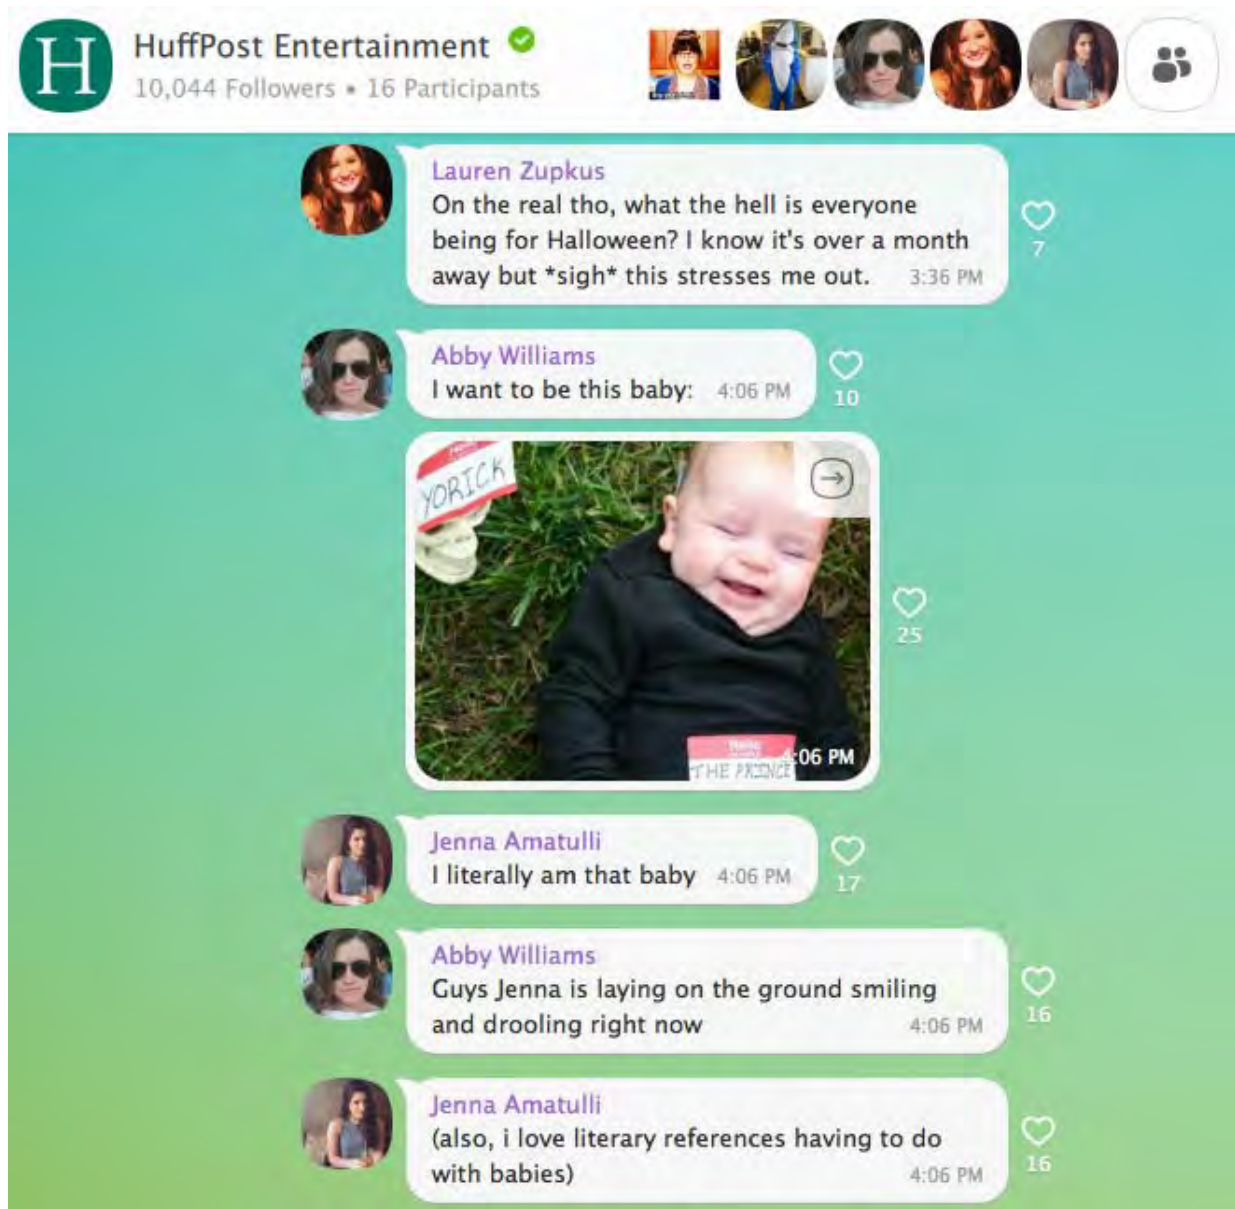 H
HuffPost Entertainment
10,044 Followers • 16 Participants
Lauren Zupkus
On the real tho, what the hell is everyone
being for Halloween? I know it's over a month
away but *sigh* this stresses me out. 3:36 PM
7
Abby Williams
I want to be this baby: 4:06 PM
10
Hello
YORICK
25
Hello
THE PRINCE
4:06 PM
Jenna Amatulli
I literally am that baby 4:06 PM
17
Abby Williams
Guys Jenna is laying on the ground smiling
and drooling right now 4:06 PM
16
Jenna Amatulli
(also, i love literary references having to do
with babies) 4:06 PM
16